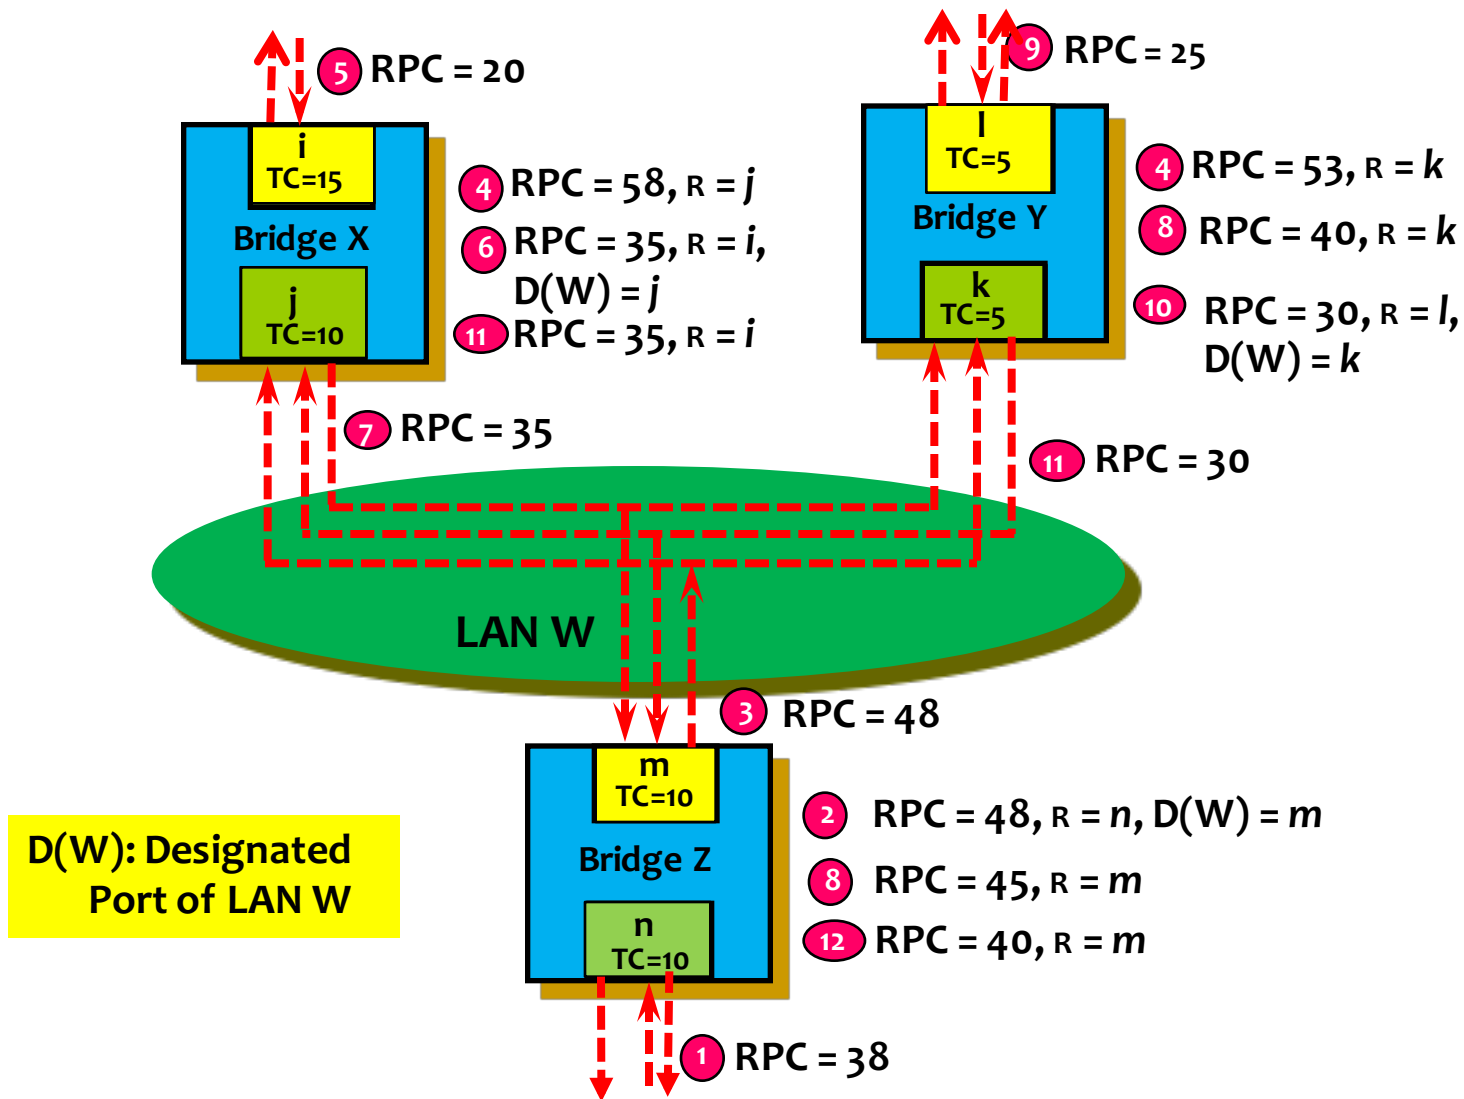 5 RPC = 20
9 RPC = 25
i
TC=15
Bridge X
j
TC=10
4 RPC = 58, R = j
6 RPC = 35, R = i,
D(W) = j
11 RPC = 35, R = i
l
TC=5
Bridge Y
k
TC=5
4 RPC = 53, R = k
8 RPC = 40, R = k
10 RPC = 30, R = l,
D(W) = k
7 RPC = 35
11 RPC = 30
LAN W
3 RPC = 48
m
TC=10
Bridge Z
n
TC=10
2 RPC = 48, R = n, D(W) = m
8 RPC = 45, R = m
12 RPC = 40, R = m
D(W): Designated
Port of LAN W
1 RPC = 38